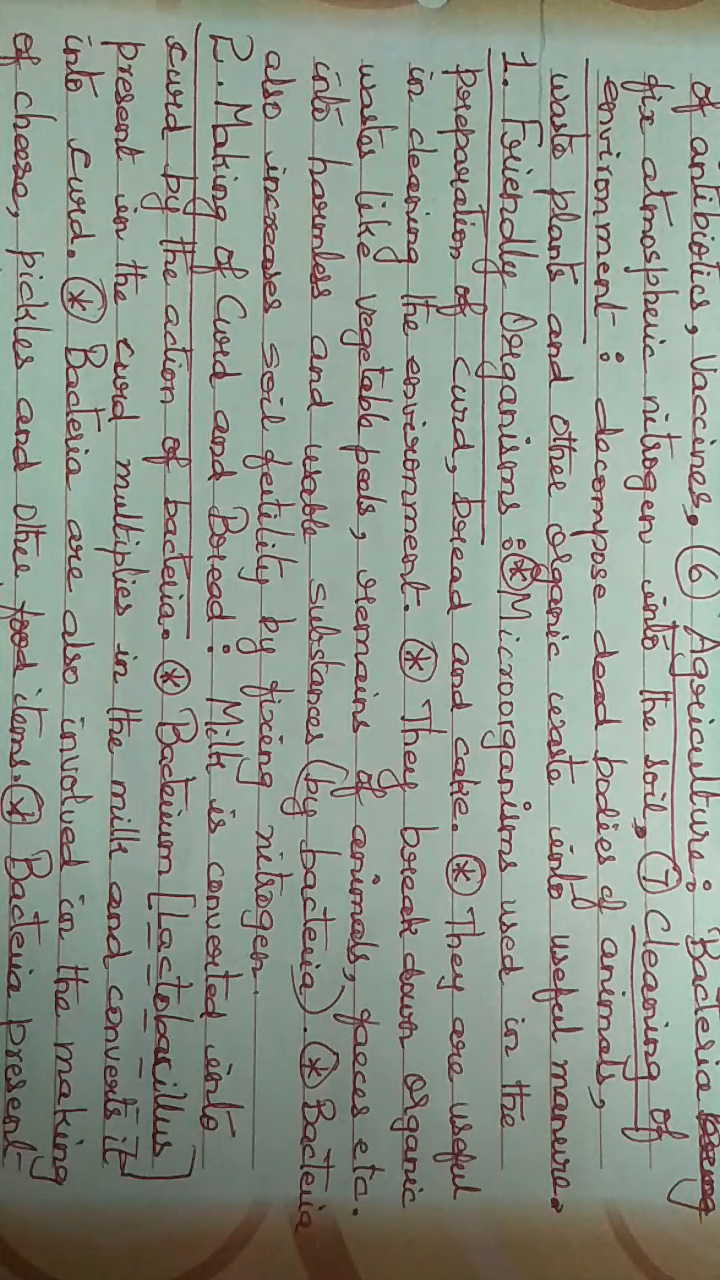 of antibiotics, Vaccines. ⑥ Agriculture: Bacteria
fix atmospheric nitrogen into the soil, ⑦ Cleaning of
environment: decompose dead bodies of animals,
waste plants and other organic waste into useful manure.
1. Friendly Organisms: * Microorganisms used in the
preparation of curd, bread and cake. * They are useful
in cleaning the environment. * They break down organic
wastes like vegetable peels, remains of animals, faeces etc.
into harmless and usable substances (by bacteria). * Bacteria
also increases soil fertility by fixing nitrogen.
2. Making of Curd and Bread: Milk is converted into
curd by the action of bacteria. * Bacterium [Lactobacillus]
present in the curd multiplies in the milk and converts it
into curd. * Bacteria are also involved in the making
of cheese, pickles and other food items. * Bacteria present